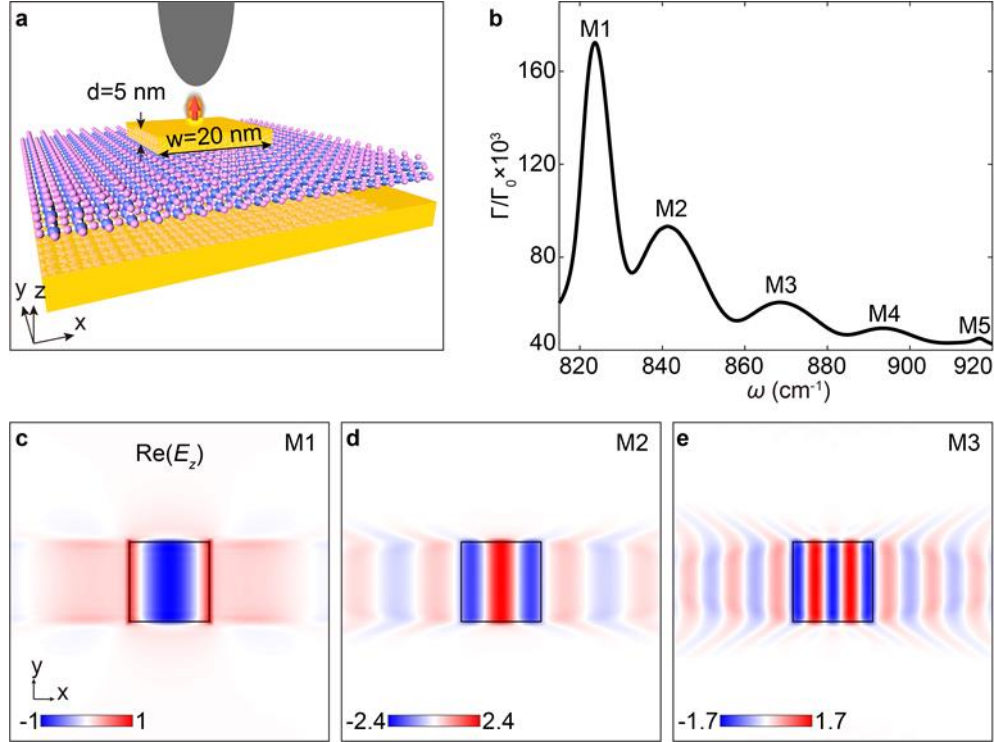 a
d=5 nm
w=20 nm
y
z
x
b
Γ/Γ₀×10³
160
120
80
40
M1
M2
M3
M4
M5
820
840
860
880
900
920
ω (cm⁻¹)
c
Re(E_z)
M1
y
x
-1
1
d
M2
-2.4
2.4
e
M3
-1.7
1.7